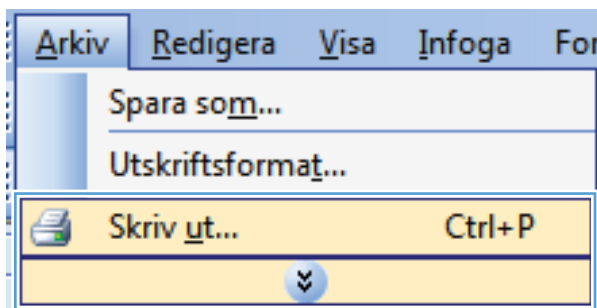 Arkiv Redigera Visa Infoga For
Spara som...
Utskriftsformat...
Skriv ut... Ctrl+P